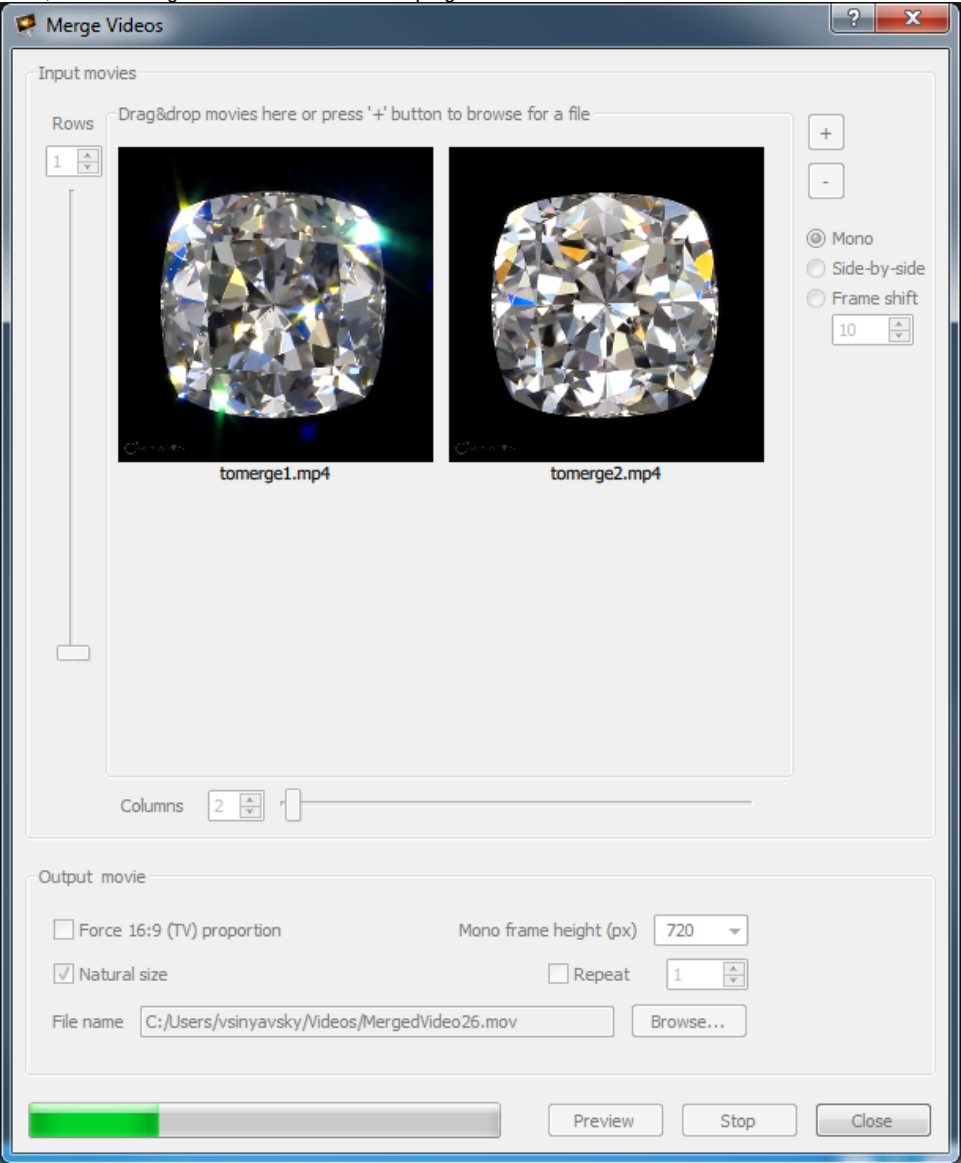 Merge Videos
Input movies
Rows
Drag&drop movies here or press '+' button to browse for a file
1
+
-
Mono
Side-by-side
Frame shift
10
tomerge1.mp4
tomerge2.mp4
Columns
2
Output movie
Force 16:9 (TV) proportion
Mono frame height (px)
720
Natural size
Repeat
1
File name
C:/Users/vsinyavsky/Videos/MergedVideo26.mov
Browse...
Preview
Stop
Close